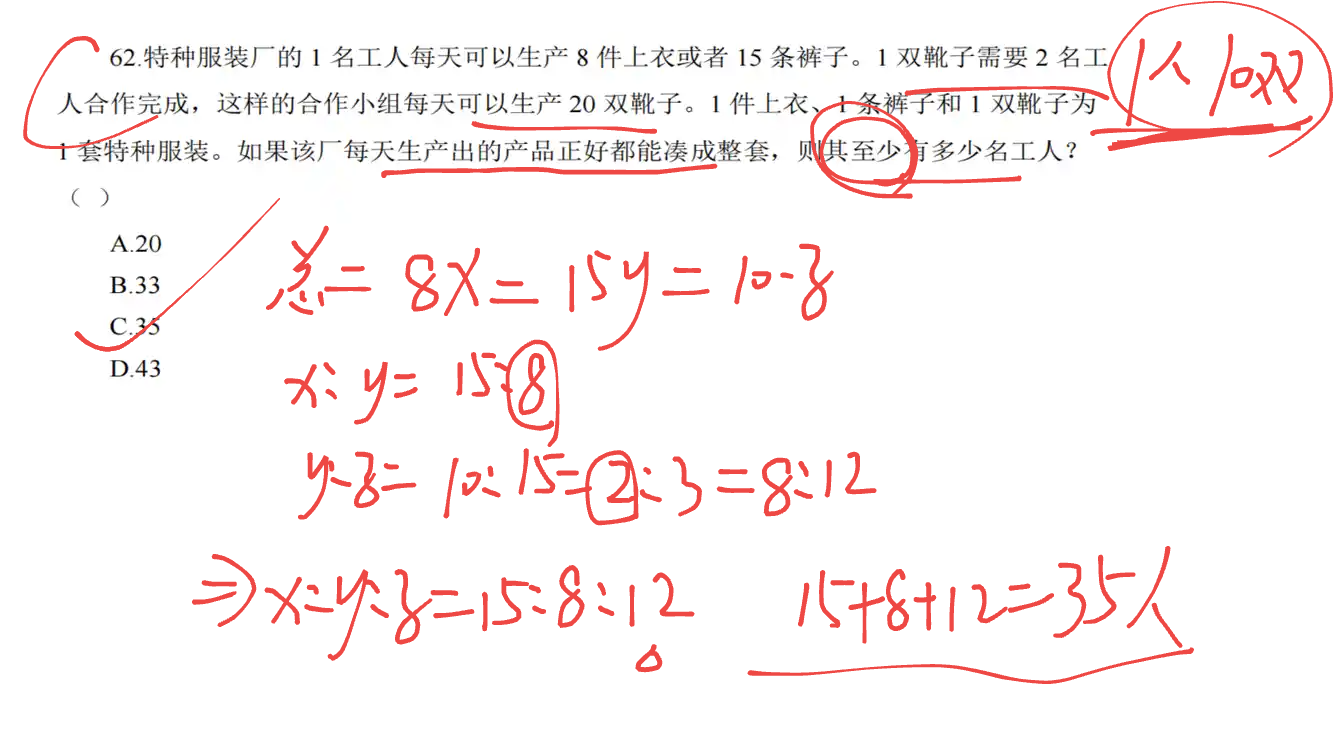 62.特种服装厂的 1 名工人每天可以生产 8 件上衣或者 15 条裤子。1 双靴子需要 2 名工
人合作完成，这样的合作小组每天可以生产 20 双靴子。1 件上衣、1 条裤子和 1 双靴子为
1 套特种服装。如果该厂每天生产出的产品正好都能凑成整套，则其至少有多少名工人？
（ ）
1人 10双
A.20
B.33
C.35
D.43
总= 8x = 15y = 10·z
x:y= 15:8
y:z= 10:15=2:3=8:12
⇒x:y:z=15:8:12
15+8+12=35人